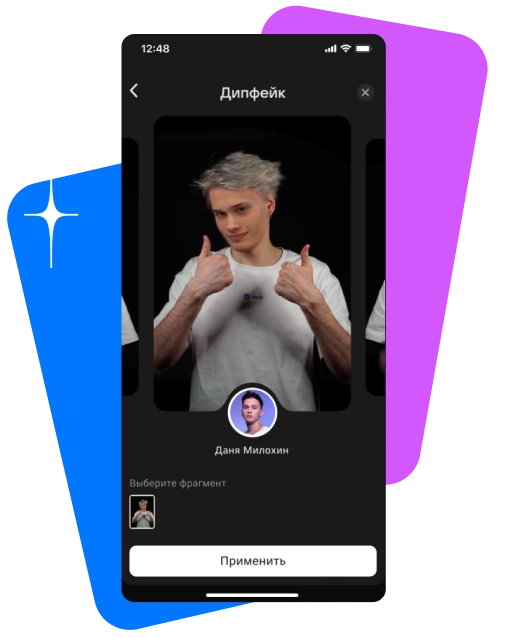 12:48
Дипфейк
Даня Милохин
Выберите фрагмент
Применить